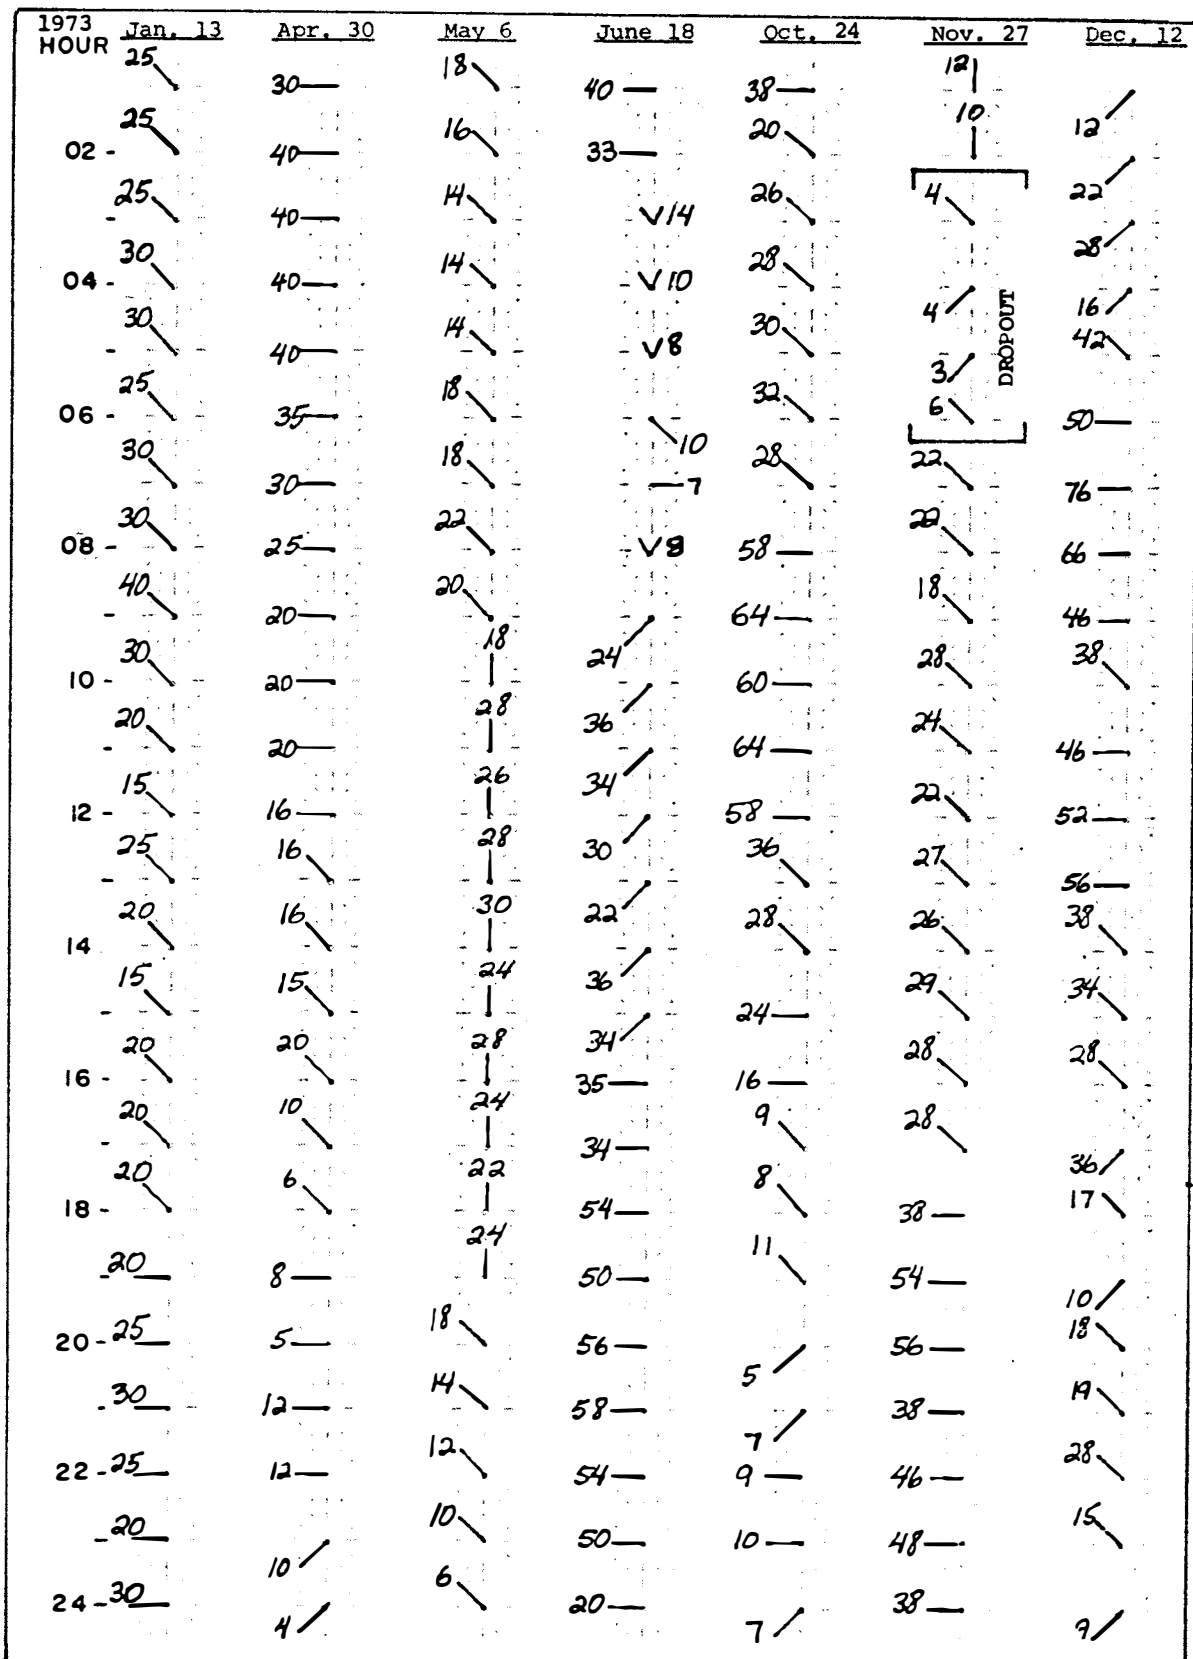 1973 HOUR Jan. 13 Apr. 30 May 6 June 18 Oct. 24 Nov. 27 Dec. 12
25 30 18 40 38 12 12
02 - 25 40 16 33 20 10 22
- 25 40 14 V14 26 4 28
04 - 30 40 14 V10 28 4 16
- 30 40 14 V8 30 3 42
06 - 25 35 18 10 32 6 50
DROPOUT
30 30 18 7 28 22 76
08 - 30 25 22 V8 58 22 66
- 40 20 20 24 64 18 46
10 - 30 20 18 36 60 28 38
20 20 28 34 64 24 46
12 - 15 16 26 30 58 22 52
- 25 16 28 22 36 27 56
14 20 16 30 36 28 26 38
- 15 15 24 34 24 29 34
16 - 20 20 28 35 16 28 28
- 20 10 24 34 9 28 36
18 - 20 6 22 54 8 38 17
- 20 8 24 50 11 54 10
20 - 25 5 18 56 5 56 18
- 30 12 14 58 7 38 19
22 - 25 12 12 54 9 46 28
- 20 10 10 50 10 48 15
24 - 30 4 6 20 7 38 9